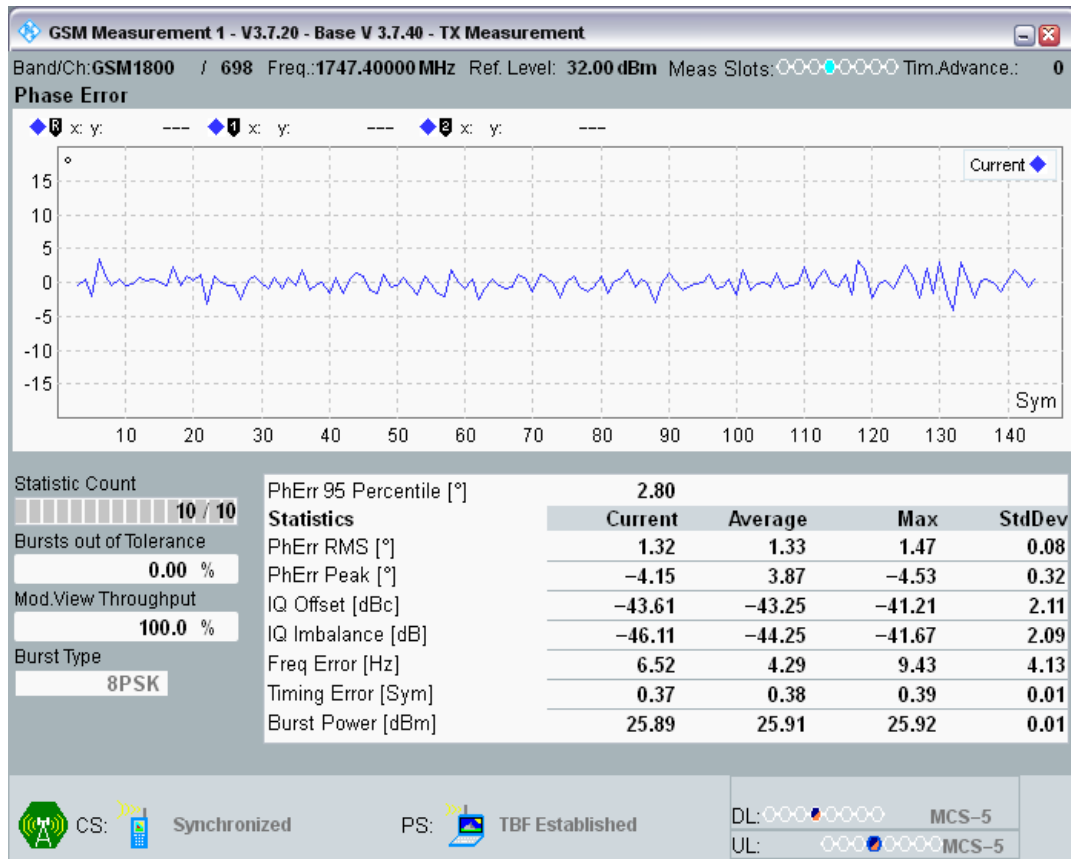 GSM Measurement 1 - V3.7.20 - Base V 3.7.40 - TX Measurement
Band/Ch:GSM1800 / 698 Freq.:1747.40000 MHz Ref. Level: 32.00 dBm Meas Slots: Tim.Advance.: 0
Phase Error
R x: y: --- 1 x: y: --- 2 x: y: ---
°
Current
15
10
5
0
-5
-10
-15
Sym
10 20 30 40 50 60 70 80 90 100 110 120 130 140
Statistic Count
10 / 10
Bursts out of Tolerance
0.00 %
Mod.View Throughput
100.0 %
Burst Type
8PSK
PhErr 95 Percentile [°] 2.80
Statistics Current Average Max StdDev
PhErr RMS [°] 1.32 1.33 1.47 0.08
PhErr Peak [°] −4.15 3.87 −4.53 0.32
IQ Offset [dBc] −43.61 −43.25 −41.21 2.11
IQ Imbalance [dB] −46.11 −44.25 −41.67 2.09
Freq Error [Hz] 6.52 4.29 9.43 4.13
Timing Error [Sym] 0.37 0.38 0.39 0.01
Burst Power [dBm] 25.89 25.91 25.92 0.01
CS: Synchronized PS: TBF Established
DL: MCS−5
UL: MCS−5